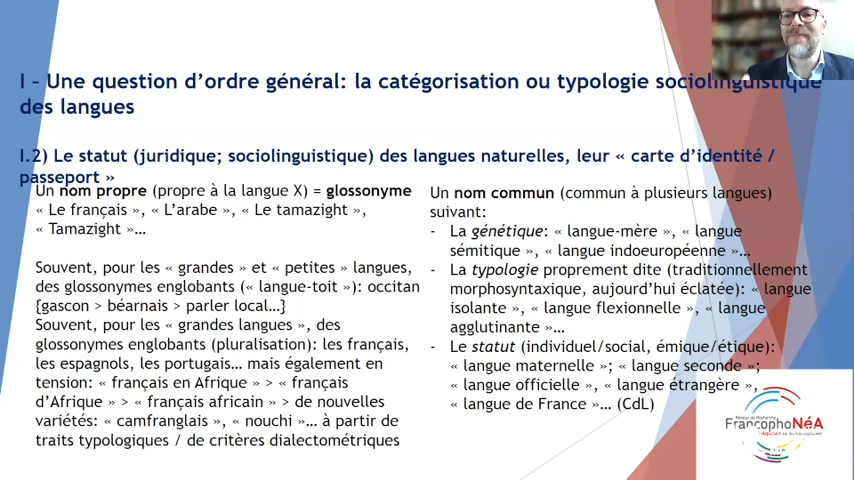 I – Une question d’ordre général: la catégorisation ou typologie sociolinguistique
des langues
I.2) Le statut (juridique; sociolinguistique) des langues naturelles, leur « carte d’identité /
passeport »
Un nom propre (propre à la langue X) = glossonyme
« Le français », « L’arabe », « Le tamazight »,
« Tamazight »…
Souvent, pour les « grandes » et « petites » langues,
des glossonymes englobants (« langue-toit »): occitan
{gascon > béarnais > parler local…}
Souvent, pour les « grandes langues », des
glossonymes englobants (pluralisation): les français,
les espagnols, les portugais… mais également en
tension: « français en Afrique » > « français
d’Afrique » > « français africain » > de nouvelles
variétés: « camfranglais », « nouchi »… à partir de
traits typologiques / de critères dialectométriques
Un nom commun (commun à plusieurs langues)
suivant:
- La génétique: « langue-mère », « langue
sémitique », « langue indoeuropéenne »…
- La typologie proprement dite (traditionnellement
morphosyntaxique, aujourd’hui éclatée): « langue
isolante », « langue flexionnelle », « langue
agglutinante »…
- Le statut (individuel/social, émique/étique):
« langue maternelle »; « langue seconde »;
« langue officielle », « langue étrangère »,
« langue de France »… (CdL)
Réseau de Recherche
FrancophoNéA